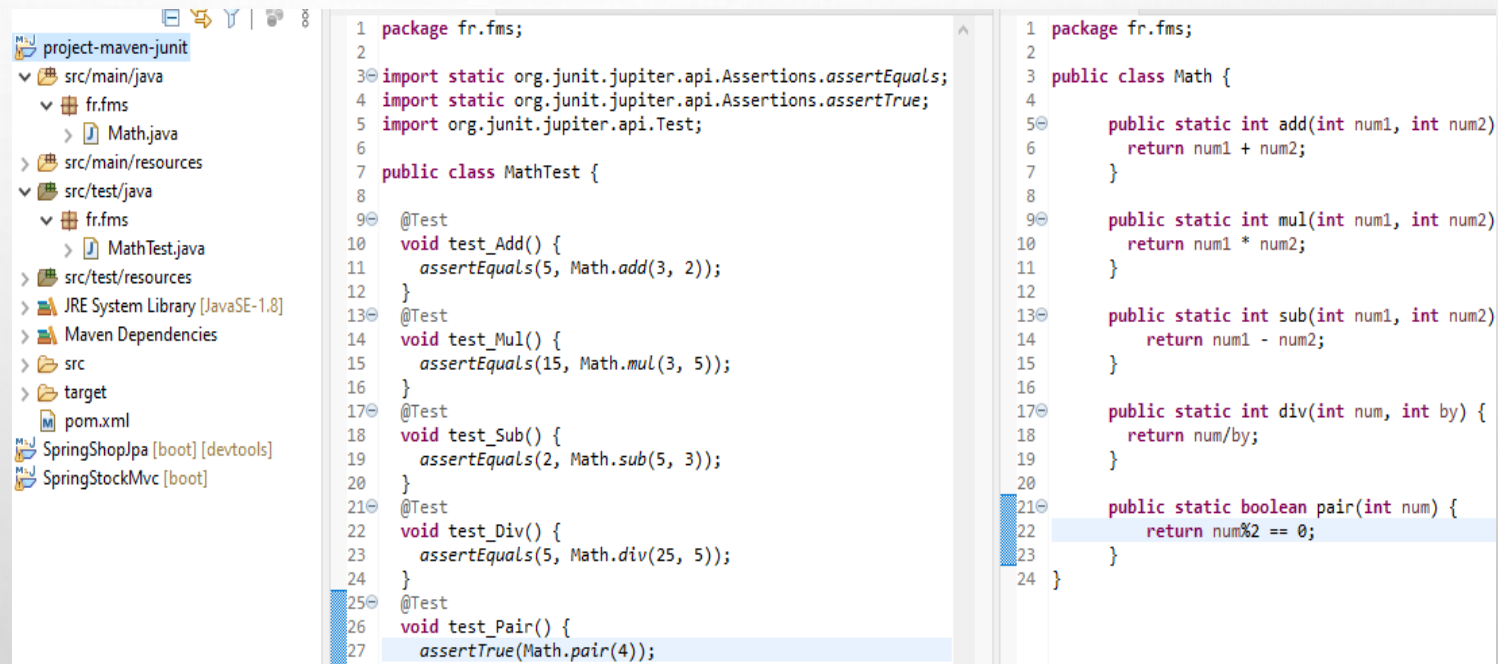 project-maven-junit
src/main/java
fr.fms
Math.java
src/main/resources
src/test/java
fr.fms
MathTest.java
src/test/resources
JRE System Library [JavaSE-1.8]
Maven Dependencies
src
target
pom.xml
SpringShopJpa [boot] [devtools]
SpringStockMvc [boot]
1 package fr.fms;
2
3 import static org.junit.jupiter.api.Assertions.assertEquals;
4 import static org.junit.jupiter.api.Assertions.assertTrue;
5 import org.junit.jupiter.api.Test;
6
7 public class MathTest {
8
9 @Test
10 void test_Add() {
11 assertEquals(5, Math.add(3, 2));
12 }
13 @Test
14 void test_Mul() {
15 assertEquals(15, Math.mul(3, 5));
16 }
17 @Test
18 void test_Sub() {
19 assertEquals(2, Math.sub(5, 3));
20 }
21 @Test
22 void test_Div() {
23 assertEquals(5, Math.div(25, 5));
24 }
25 @Test
26 void test_Pair() {
27 assertTrue(Math.pair(4));
1 package fr.fms;
2
3 public class Math {
4
5 public static int add(int num1, int num2)
6 return num1 + num2;
7 }
8
9 public static int mul(int num1, int num2)
10 return num1 * num2;
11 }
12
13 public static int sub(int num1, int num2)
14 return num1 - num2;
15 }
16
17 public static int div(int num, int by) {
18 return num/by;
19 }
20
21 public static boolean pair(int num) {
22 return num%2 == 0;
23 }
24 }